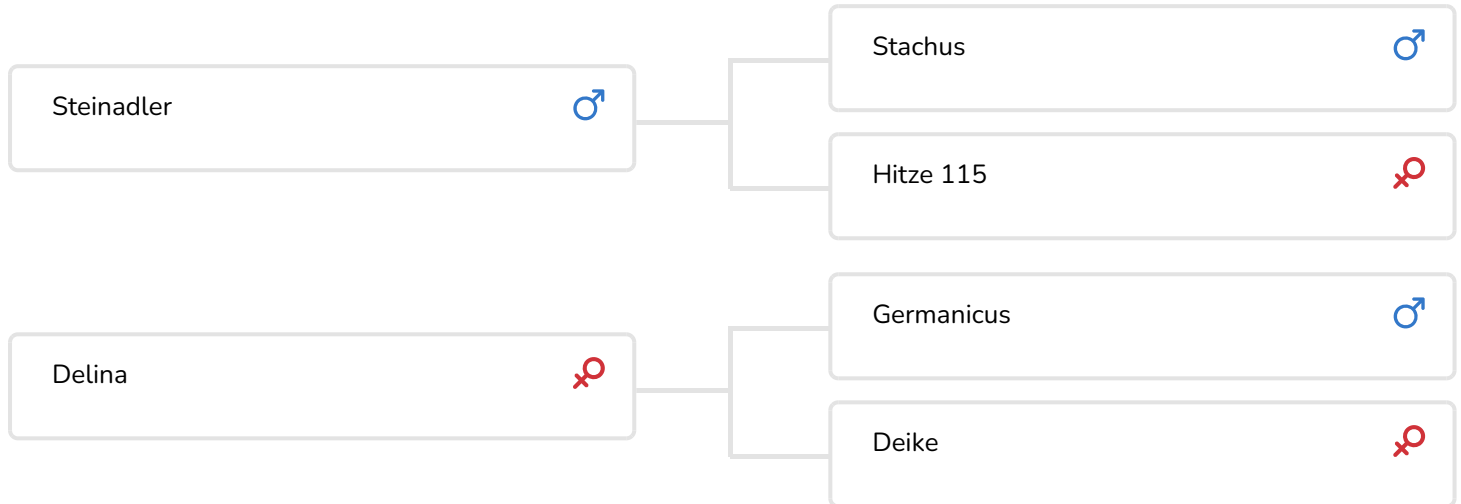 Stachus
Steinadler
Hitze 115
Germanicus
Delina
Deike